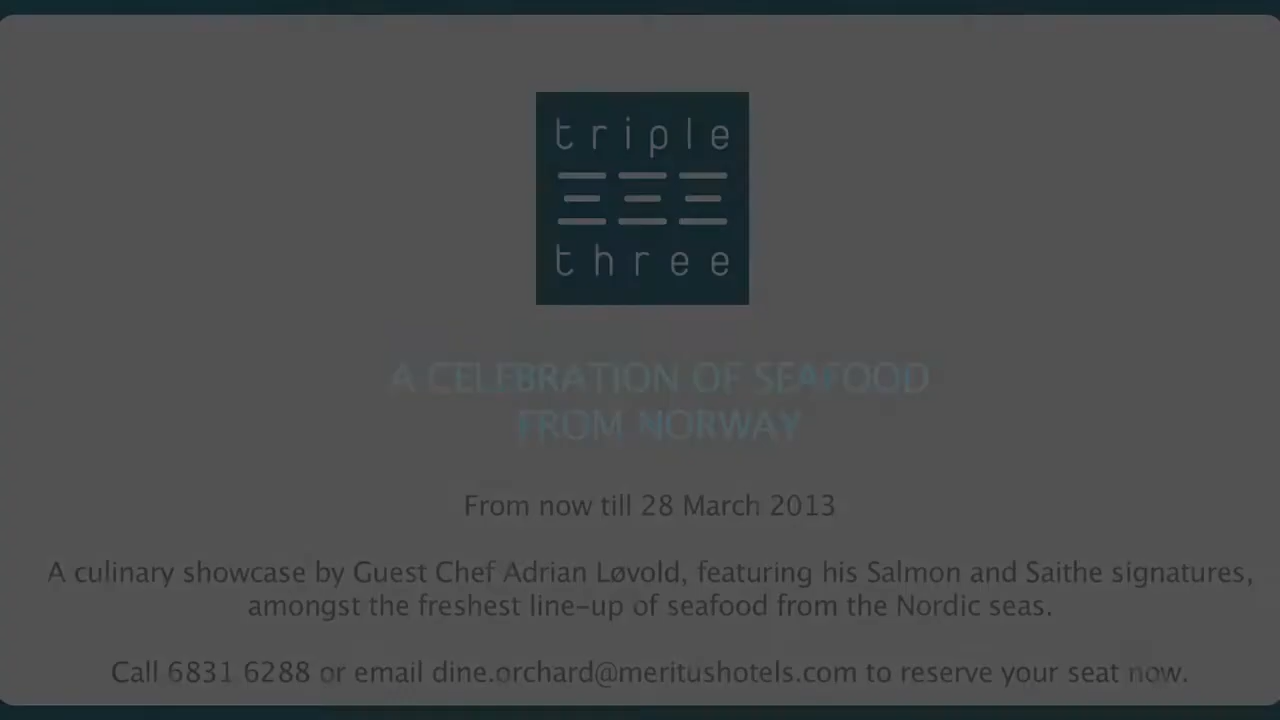 triple
three
A CELEBRATION OF SEAFOOD
FROM NORWAY
From now till 28 March 2013
A culinary showcase by Guest Chef Adrian Løvold, featuring his Salmon and Saithe signatures,
amongst the freshest line-up of seafood from the Nordic seas.
Call 6831 6288 or email dine.orchard@meritushotels.com to reserve your seat now.